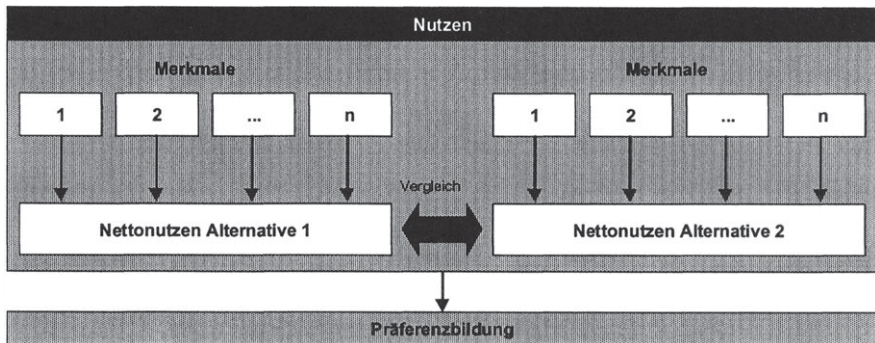 Nutzen
Merkmale Merkmale
1 2 ... n 1 2 ... n
Vergleich
Nettonutzen Alternative 1 Nettonutzen Alternative 2
Präferenzbildung